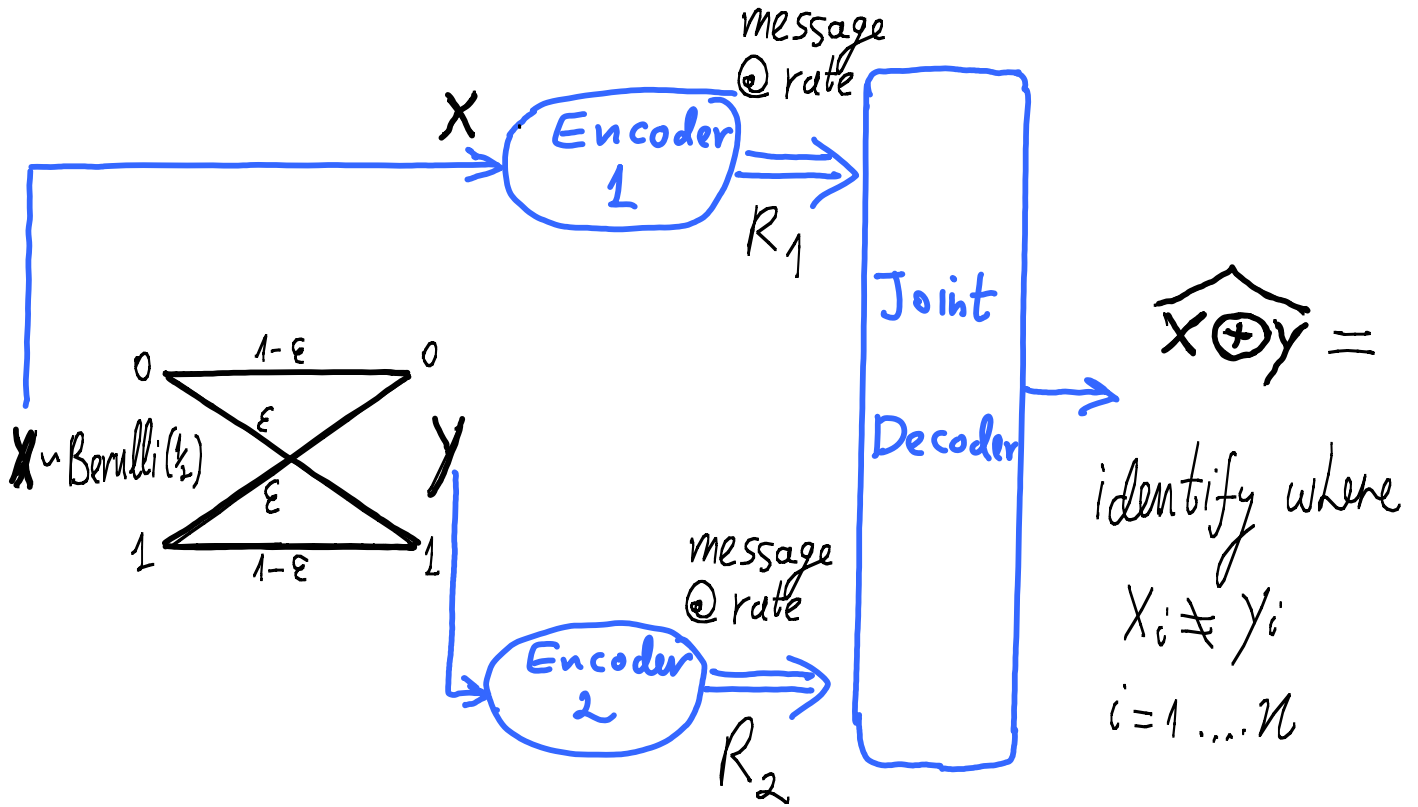 message
@ rate
X
Encoder
1
R₁
Joint
Decoder
X⊕Y =
identify where
Xᵢ ≠ Yᵢ
i = 1 .... n
1-ε
0
0
ε
X ~ Berulli(½)
Y
ε
1
1
1-ε
message
@ rate
Encoder
2
R₂